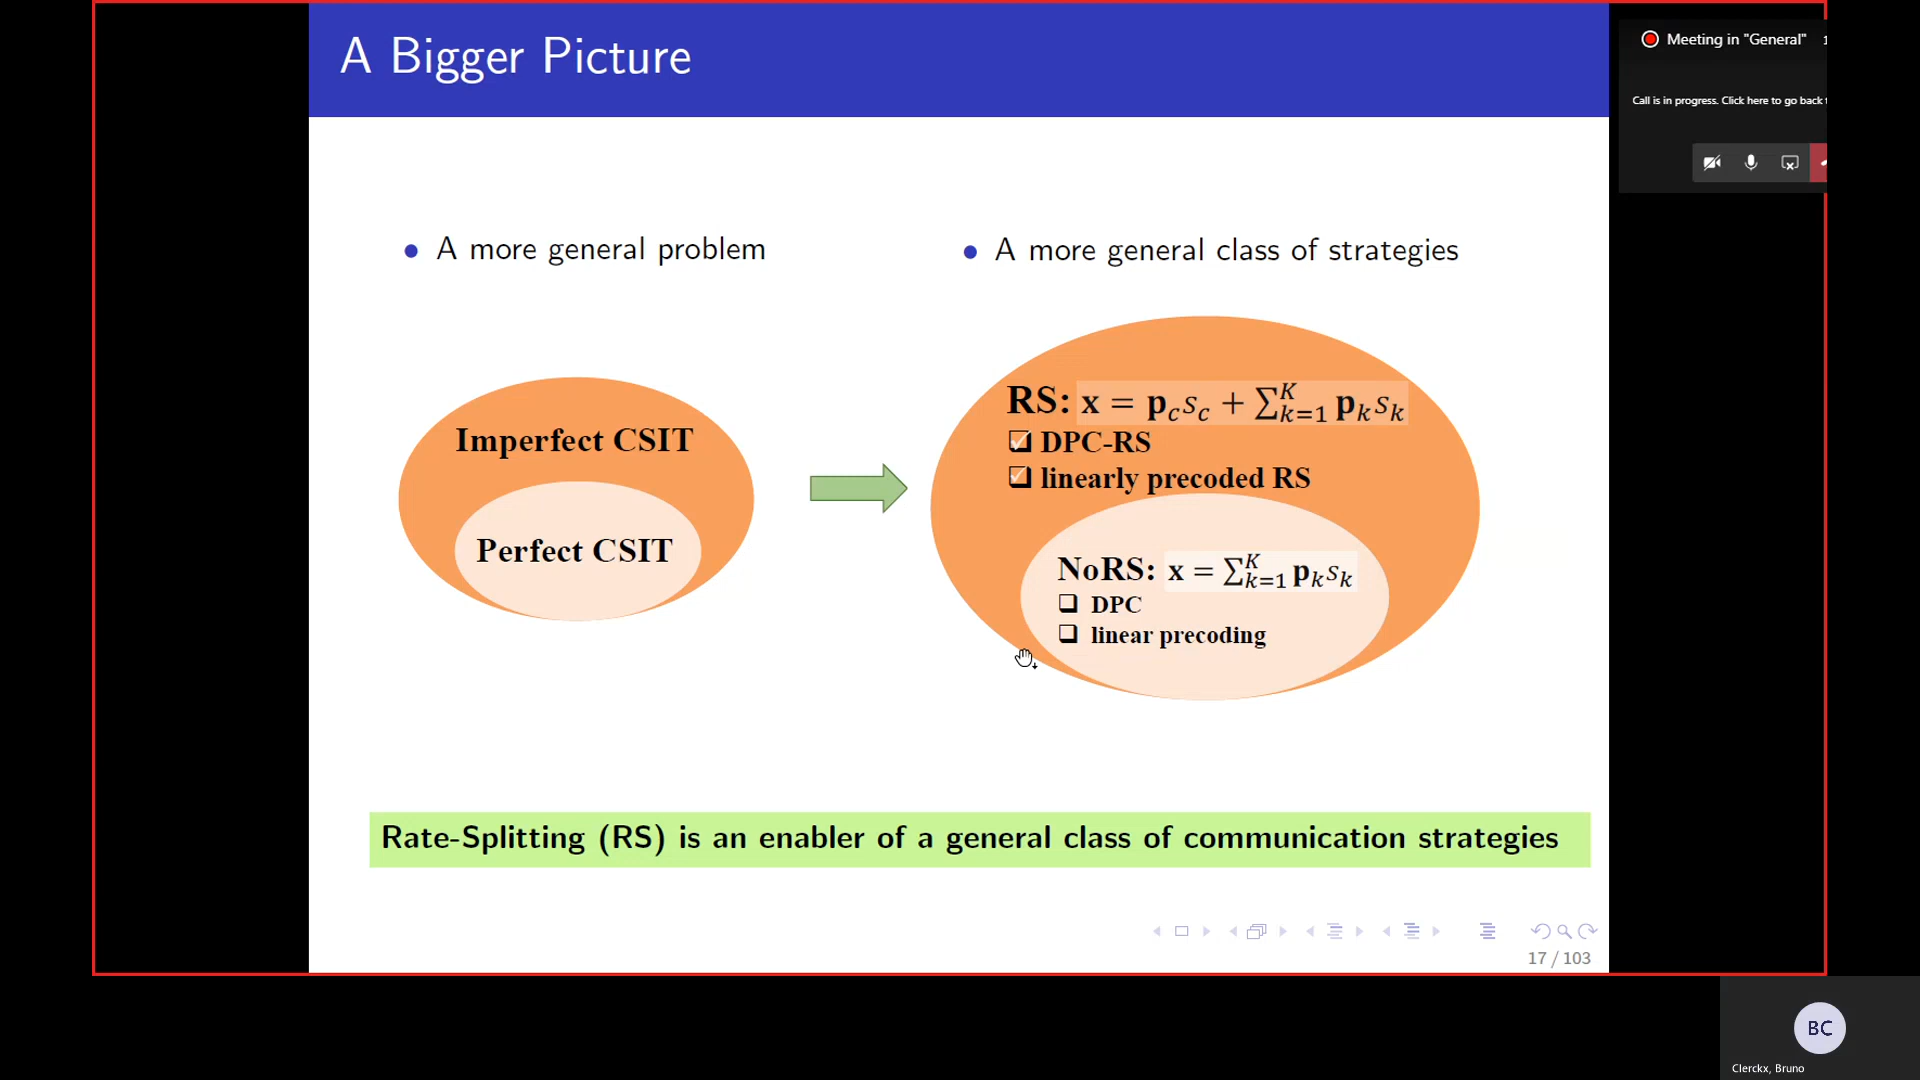 A Bigger Picture
Meeting in "General"
Call is in progress. Click here to go back
• A more general problem
• A more general class of strategies
Imperfect CSIT
Perfect CSIT
RS: x = p_c s_c + ∑_{k=1}^{K} p_k s_k
DPC-RS
linearly precoded RS
NoRS: x = ∑_{k=1}^{K} p_k s_k
DPC
linear precoding
Rate-Splitting (RS) is an enabler of a general class of communication strategies
17 / 103
BC
Clerckx, Bruno